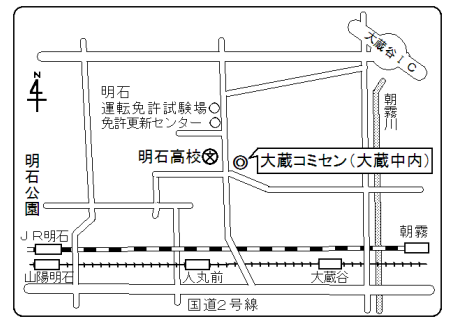 大蔵谷IC
N
明石
運転免許試験場
免許更新センター
朝霧川
明石高校
大蔵コミセン(大蔵中内)
明石公園
JR明石
朝霧
山陽明石
人丸前
大蔵谷
国道2号線